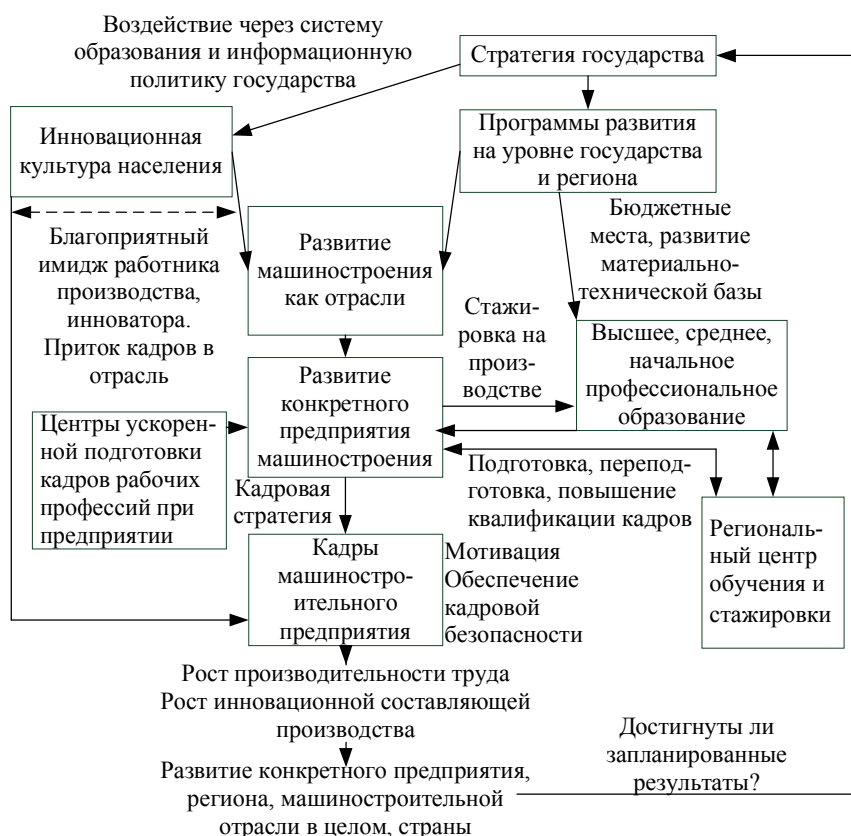 Воздействие через систему
образования и информационную
политику государства
Стратегия государства
Инновационная
культура населения
Программы развития
на уровне государства
и региона
Благоприятный
имидж работника
производства,
инноватора.
Приток кадров в
отрасль
Развитие
машиностроения
как отрасли
Бюджетные
места, развитие
материально-
технической базы
Стажи-
ровка на
произ-
водстве
Высшее, среднее,
начальное
профессиональное
образование
Развитие
конкретного
предприятия
машиностроения
Центры ускорен-
ной подготовки
кадров рабочих
профессий при
предприятии
Подготовка, перепод-
готовка, повышение
квалификации кадров
Кадровая
стратегия
Региональ-
ный центр
обучения и
стажировки
Кадры
машиностро-
ительного
предприятия
Мотивация
Обеспечение
кадровой
безопасности
Рост производительности труда
Рост инновационной составляющей
производства
Достигнуты ли
запланированные
результаты?
Развитие конкретного предприятия,
региона, машиностроительной
отрасли в целом, страны